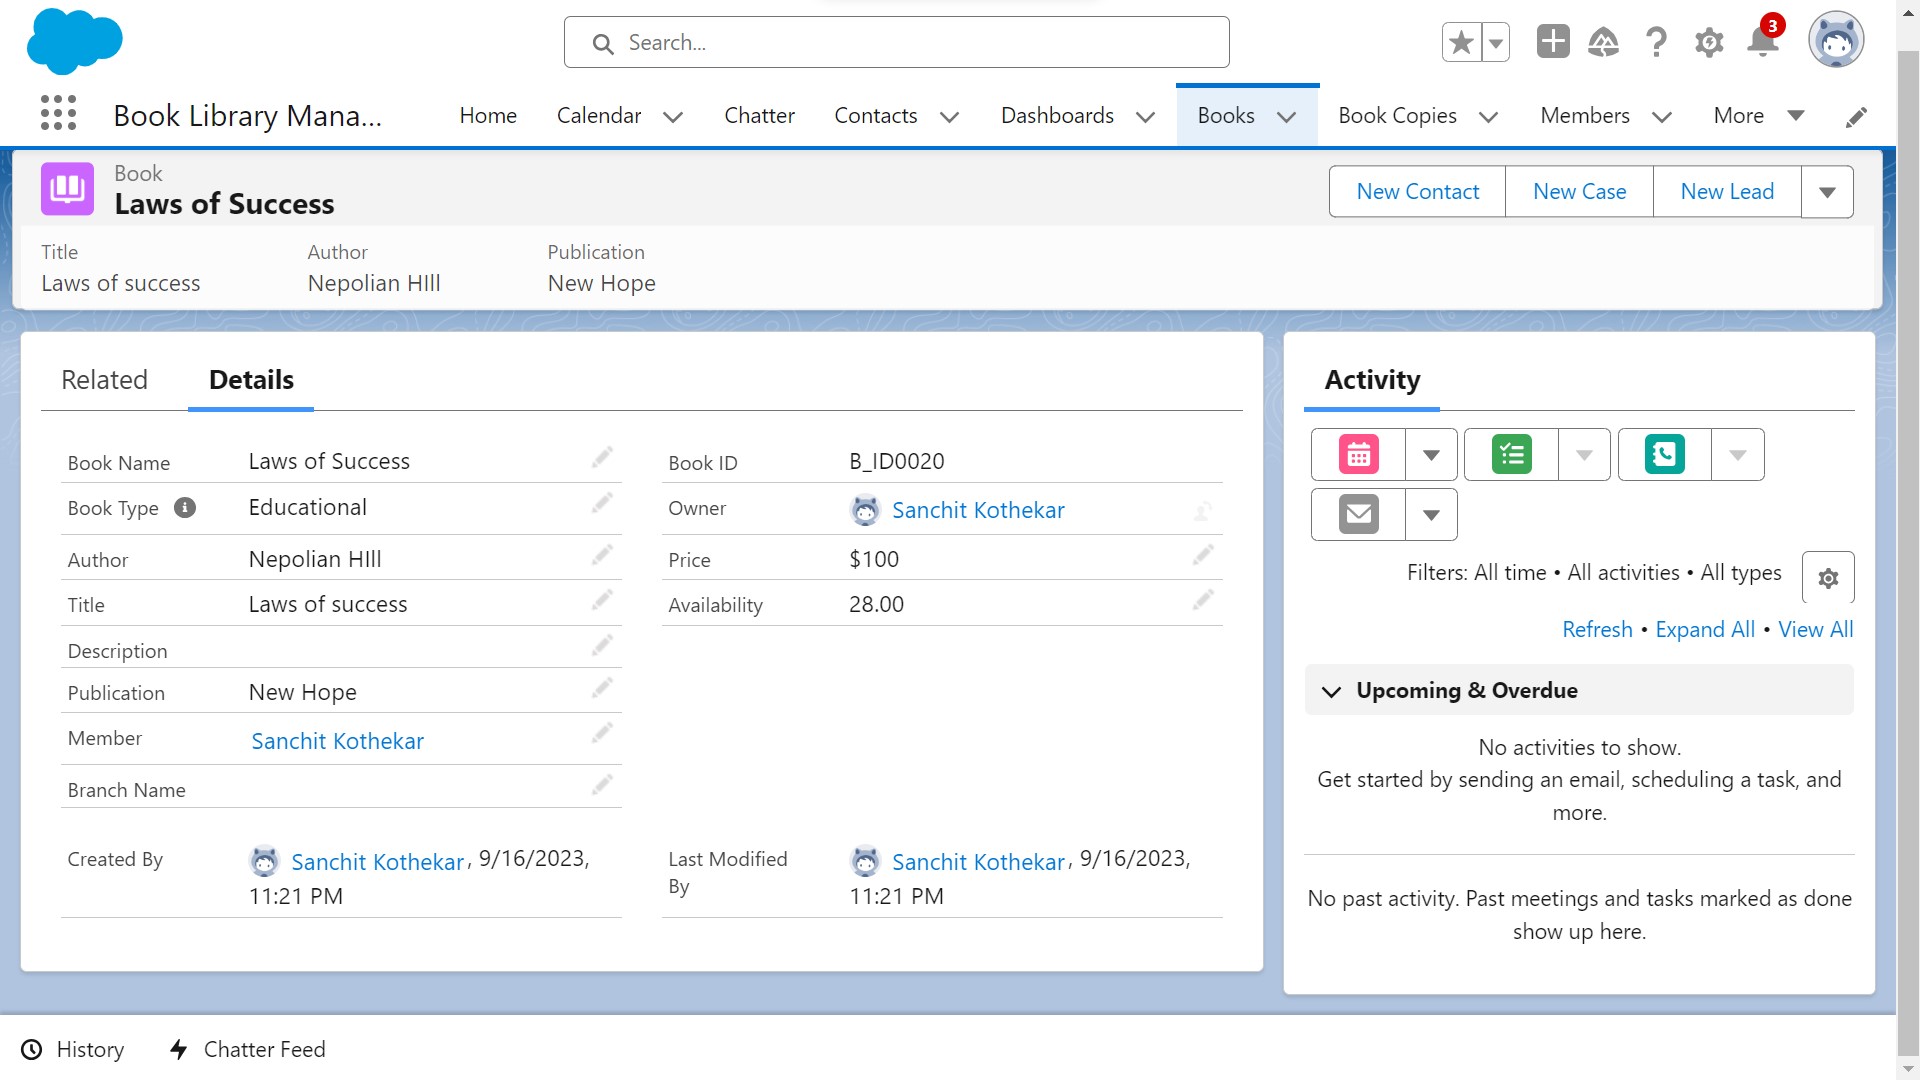 Search...
3
Book Library Mana...
Home
Calendar
Chatter
Contacts
Dashboards
Books
Book Copies
Members
More
Book
Laws of Success
New Contact
New Case
New Lead
Title
Author
Publication
Laws of success
Nepolian HIll
New Hope
Related
Details
Book Name Laws of Success
Book ID B_ID0020
Book Type Educational
Owner Sanchit Kothekar
Author Nepolian HIll
Price $100
Title Laws of success
Availability 28.00
Description
Publication New Hope
Member Sanchit Kothekar
Branch Name
Created By Sanchit Kothekar, 9/16/2023,
11:21 PM
Last Modified
By
Sanchit Kothekar, 9/16/2023,
11:21 PM
Activity
Filters: All time • All activities • All types
Refresh • Expand All • View All
Upcoming & Overdue
No activities to show.
Get started by sending an email, scheduling a task, and
more.
No past activity. Past meetings and tasks marked as done
show up here.
History
Chatter Feed